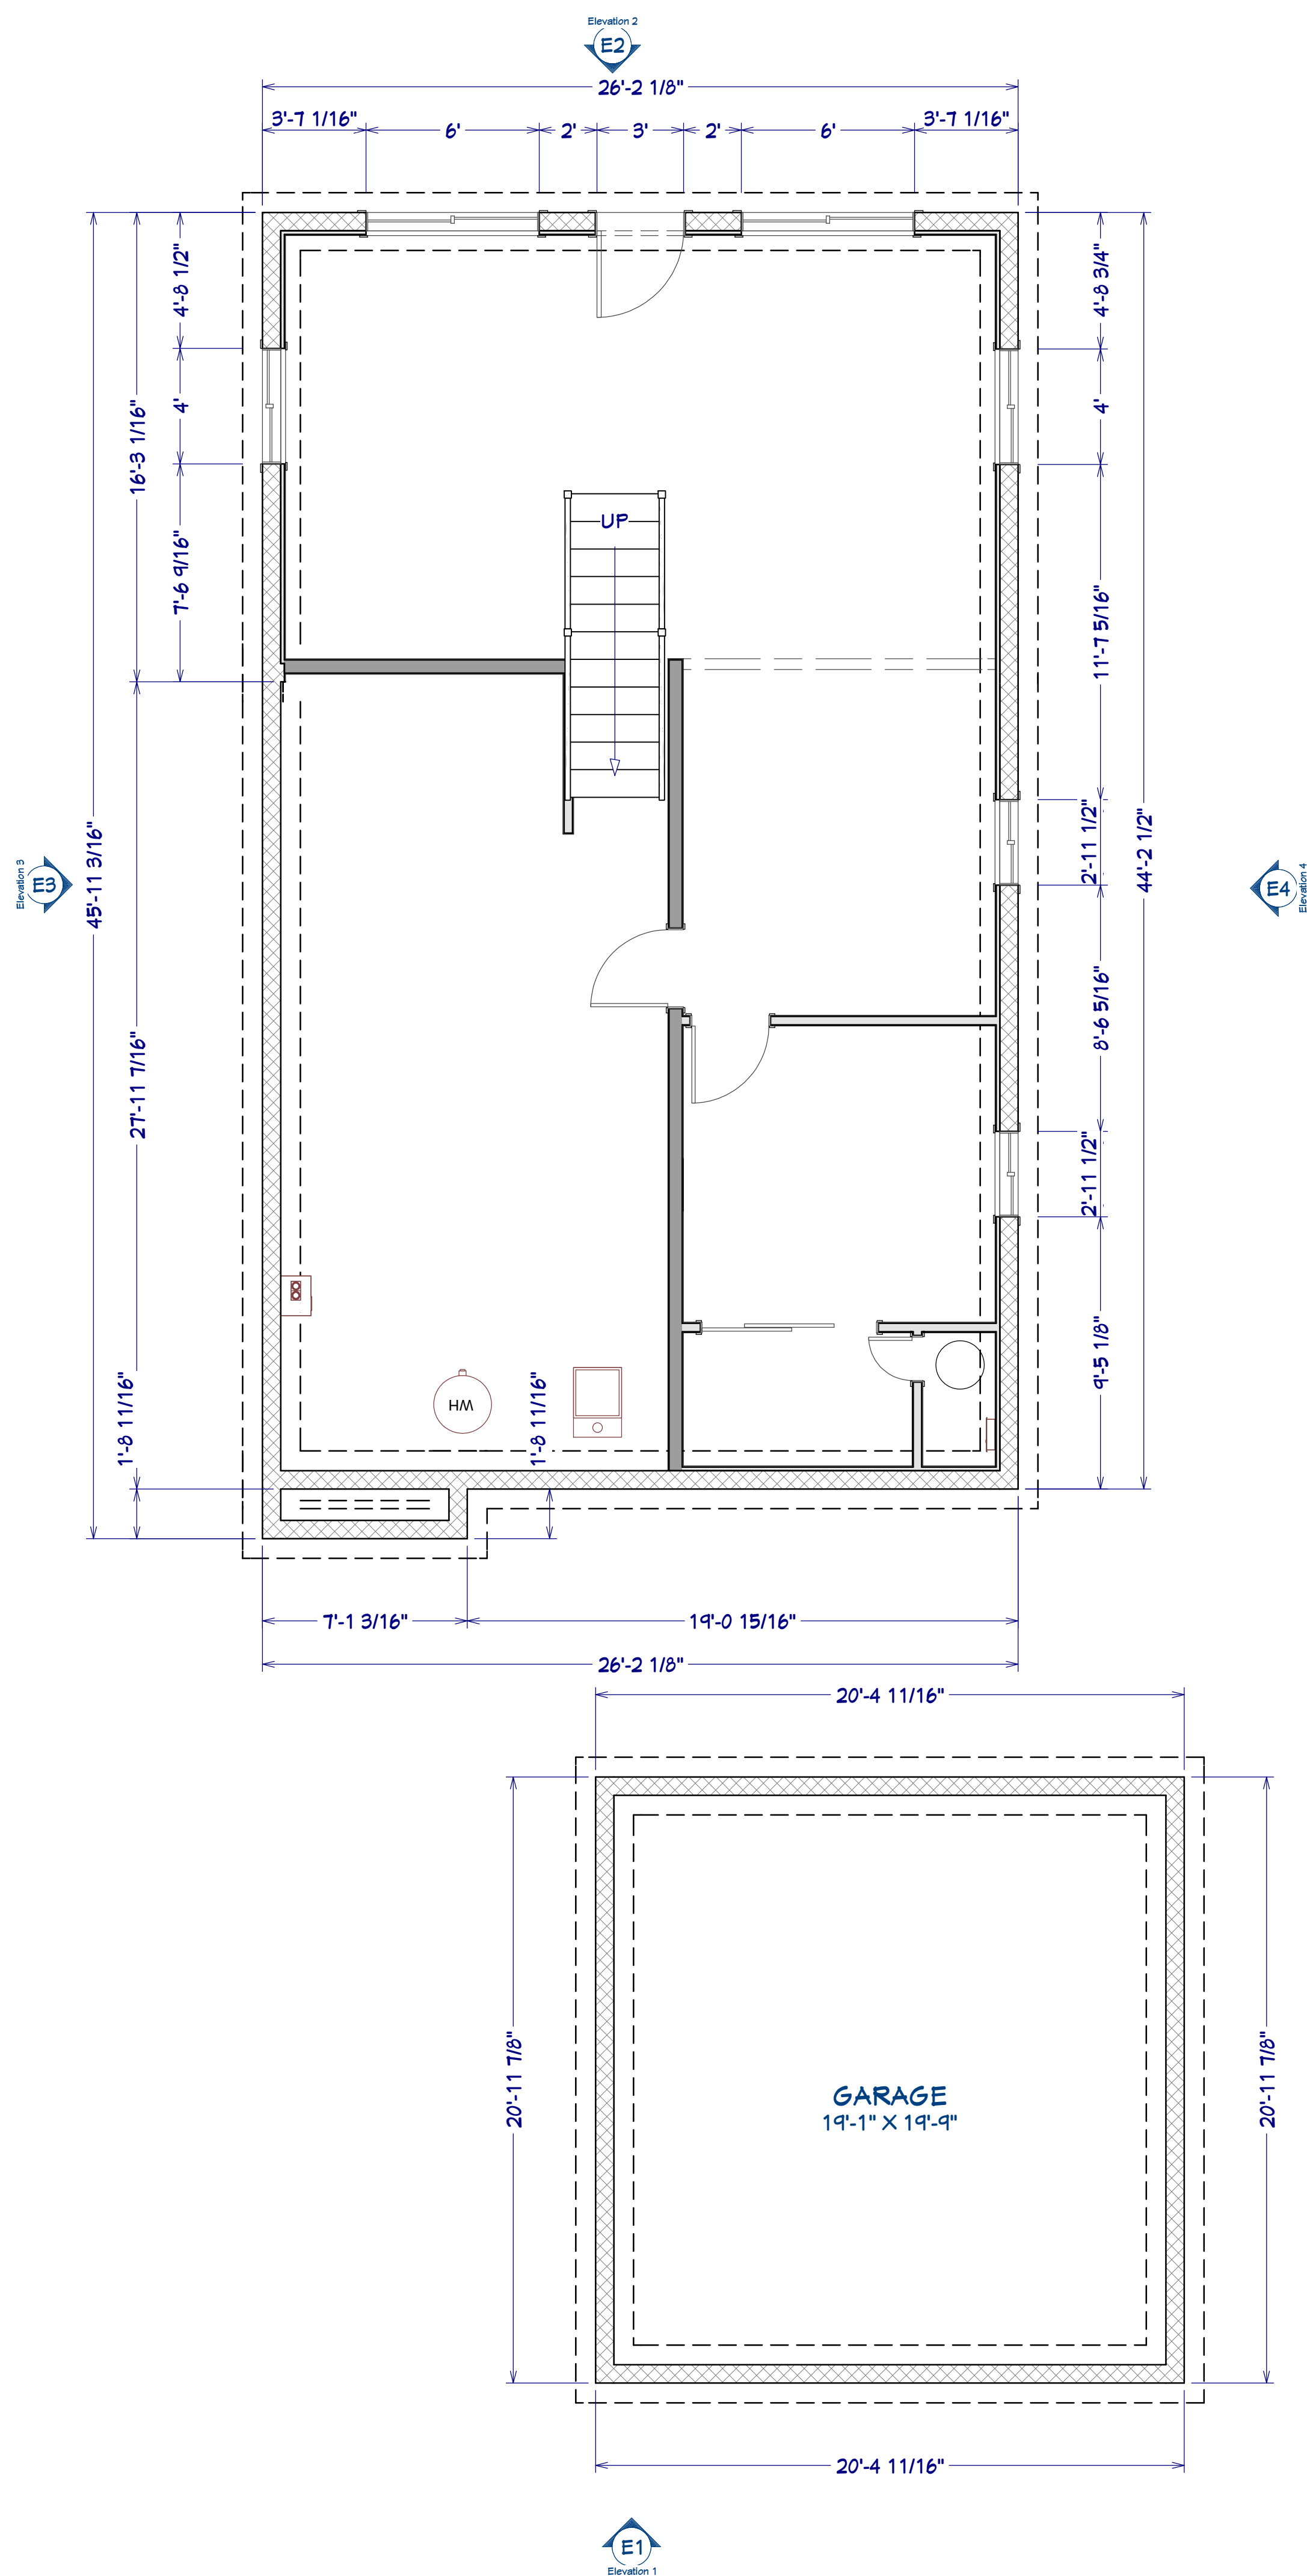 Elevation 2
E2
26'-2 1/8"
3'-7 1/16"
6'
2'
3'
2'
6'
3'-7 1/16"
4'-8 1/2"
4'-8 3/4"
4'
4'
16'-3 1/16"
UP
7'-6 9/16"
11'-7 5/16"
2'-11 1/2"
44'-2 1/2"
45'-11 3/16"
Elevation 3
E3
E4
Elevation 4
8'-6 5/16"
27'-11 7/16"
2'-11 1/2"
9'-5 1/8"
WH
1'-8 11/16"
1'-8 11/16"
7'-1 3/16"
19'-0 15/16"
26'-2 1/8"
20'-4 11/16"
20'-11 7/8"
20'-11 7/8"
GARAGE
19'-1" X 19'-9"
20'-4 11/16"
E1
Elevation 1